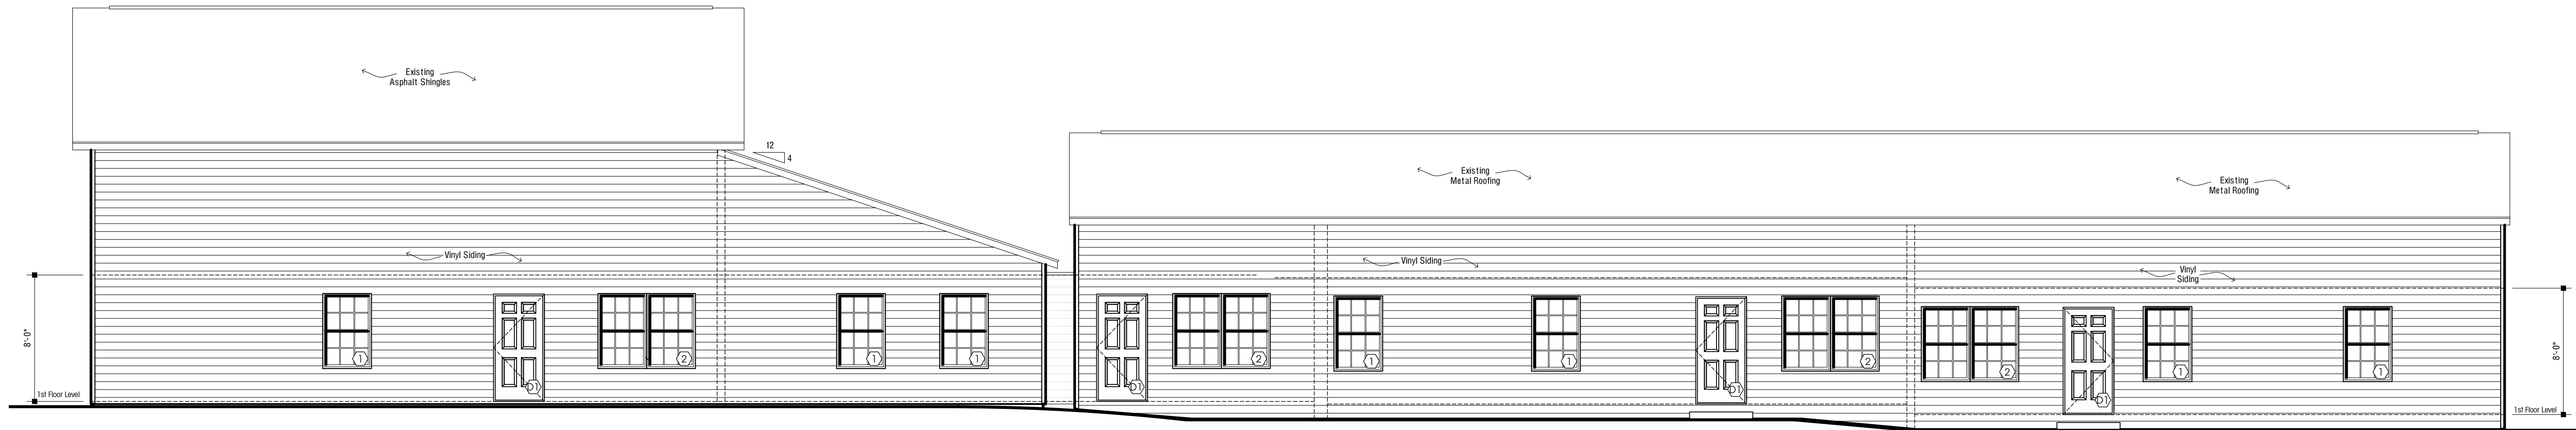 Existing
Asphalt Shingles
12
4
Existing
Metal Roofing
Existing
Metal Roofing
Vinyl Siding
Vinyl Siding
Vinyl
Siding
8'-0"
8'-0"
1
D1
2
1
1
D1
2
1
1
D1
2
2
D1
1
1
1st Floor Level
1st Floor Level